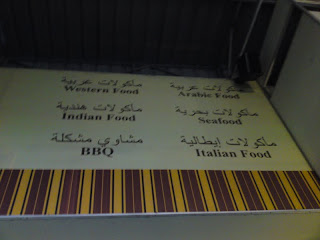 ماكولات غربية
Western Food
ماكولات عربية
Arabic Food
ماكولات هندية
Indian Food
ماكولات بحرية
Seafood
مشاوي مشكلة
BBQ
ماكولات إيطالية
Italian Food